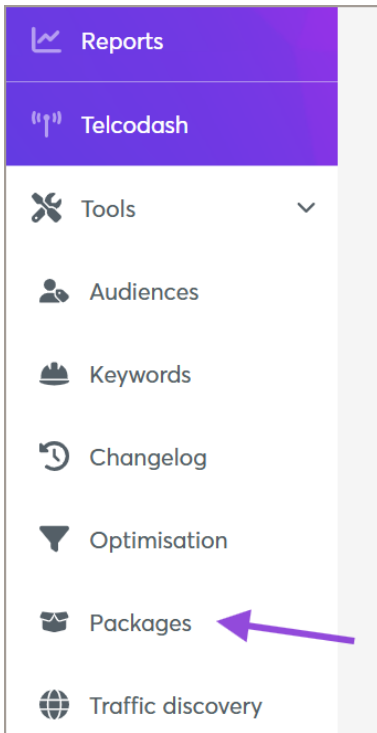 Reports
Telcodash
Tools
Audiences
Keywords
Changelog
Optimisation
Packages
Traffic discovery